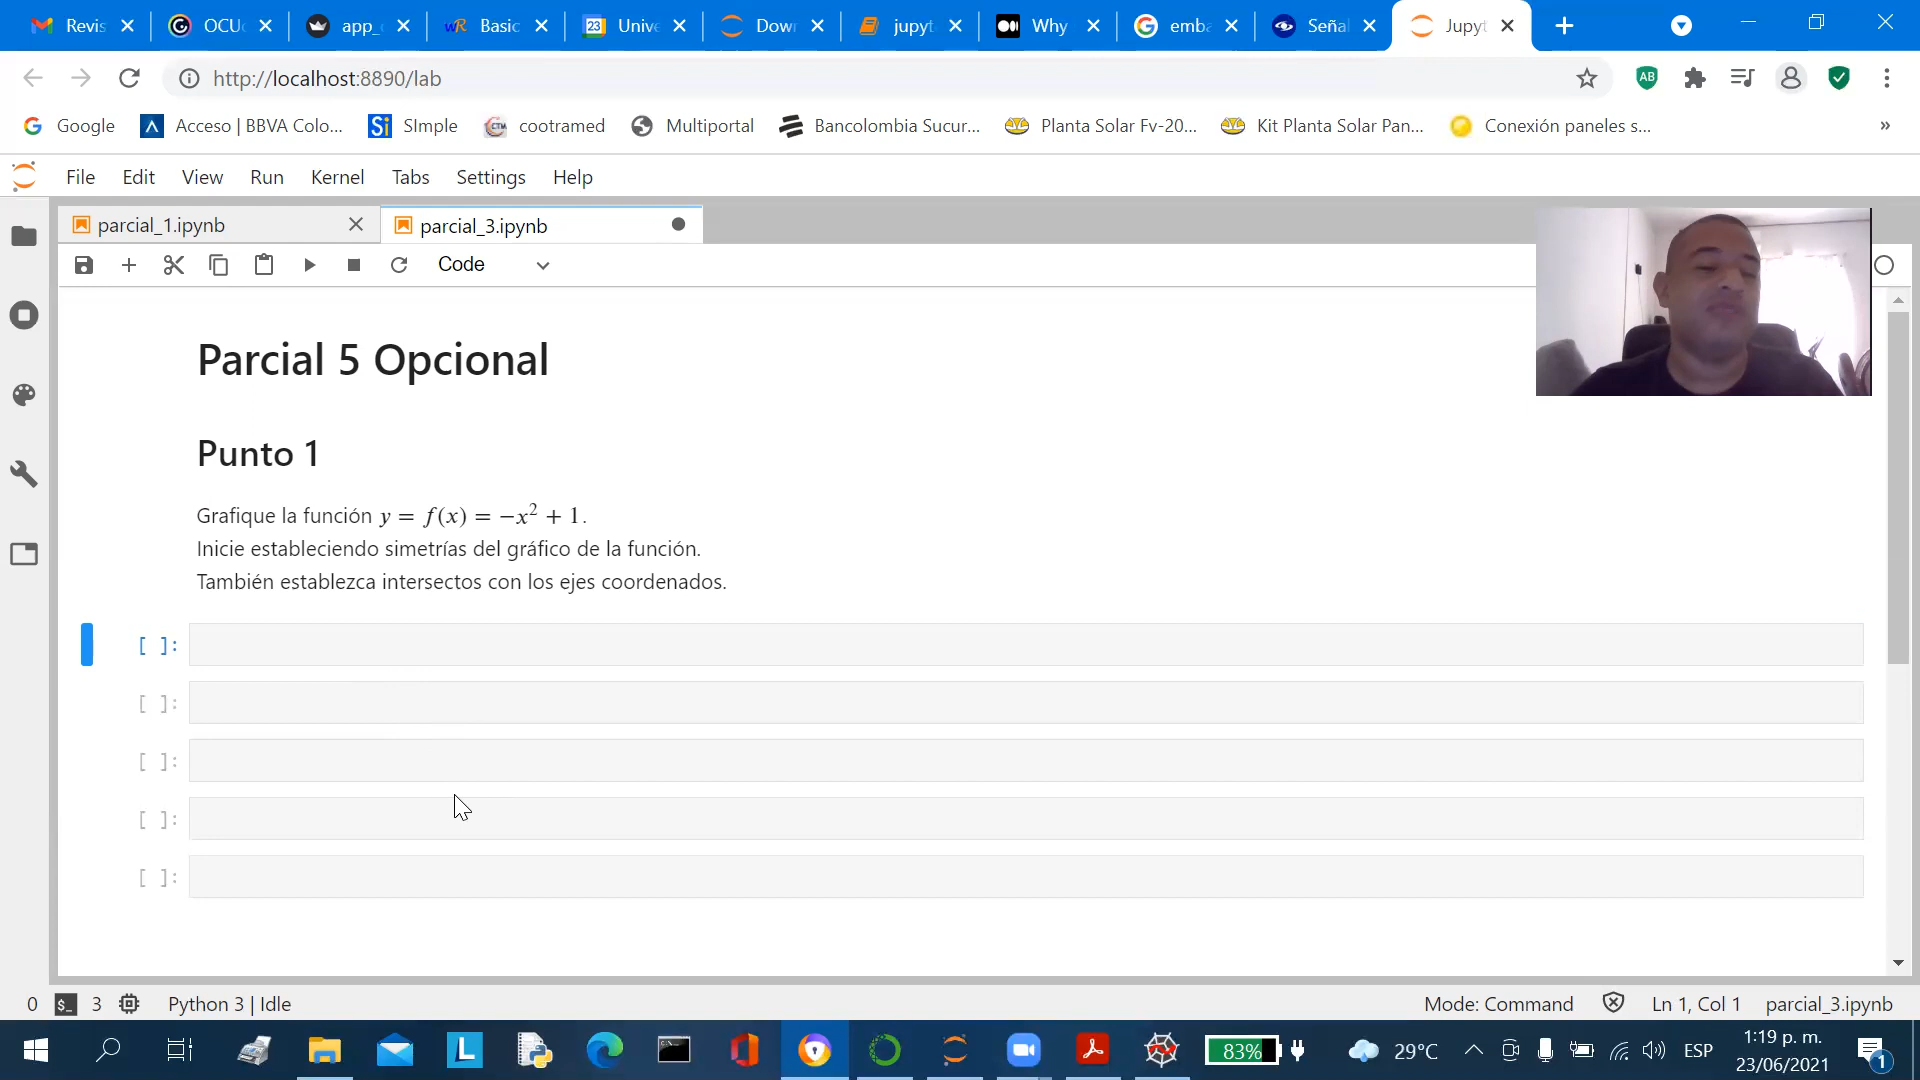 Revis
OCU
app_
Basic
Unive
Dow
jupyt
Why
emb
Seña
Jupyt
http://localhost:8890/lab
Google
Acceso | BBVA Colo...
SImple
cootramed
Multiportal
Bancolombia Sucur...
Planta Solar Fv-20...
Kit Planta Solar Pan...
Conexión paneles s...
»
File Edit View Run Kernel Tabs Settings Help
parcial_1.ipynb
parcial_3.ipynb
Code
Parcial 5 Opcional
Punto 1
Grafique la función y = f(x) = −x² + 1.
Inicie estableciendo simetrías del gráfico de la función.
También establezca intersectos con los ejes coordenados.
[ ]:
[ ]:
[ ]:
[ ]:
[ ]:
0 $_ 3 Python 3 | Idle
Mode: Command Ln 1, Col 1 parcial_3.ipynb
83% 29°C ESP 1:19 p. m.
23/06/2021
1